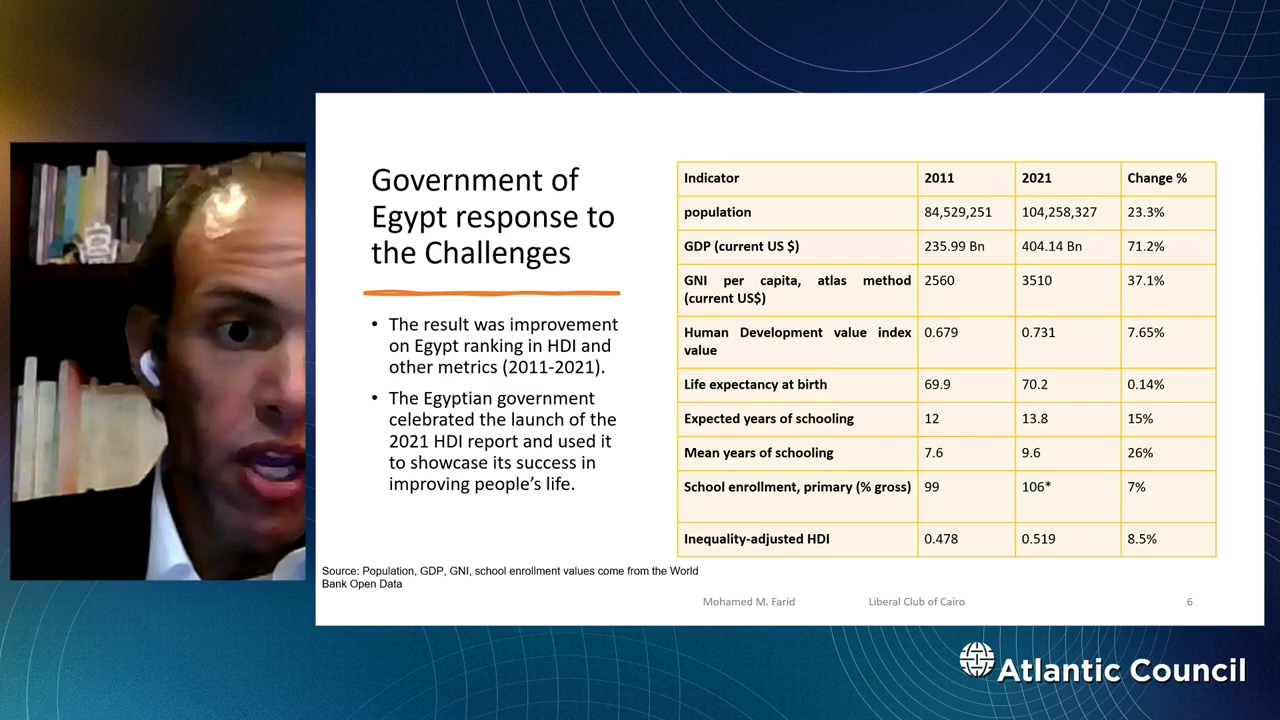 Government of
Egypt response to
the Challenges
• The result was improvement
on Egypt ranking in HDI and
other metrics (2011-2021).
• The Egyptian government
celebrated the launch of the
2021 HDI report and used it
to showcase its success in
improving people's life.
Indicator 2011 2021 Change %
population 84,529,251 104,258,327 23.3%
GDP (current US $) 235.99 Bn 404.14 Bn 71.2%
GNI per capita, atlas method
(current US$) 2560 3510 37.1%
Human Development value index
value 0.679 0.731 7.65%
Life expectancy at birth 69.9 70.2 0.14%
Expected years of schooling 12 13.8 15%
Mean years of schooling 7.6 9.6 26%
School enrollment, primary (% gross) 99 106* 7%
Inequality-adjusted HDI 0.478 0.519 8.5%
Source: Population, GDP, GNI, school enrollment values come from the World
Bank Open Data
Mohamed M. Farid Liberal Club of Cairo 6
Atlantic Council